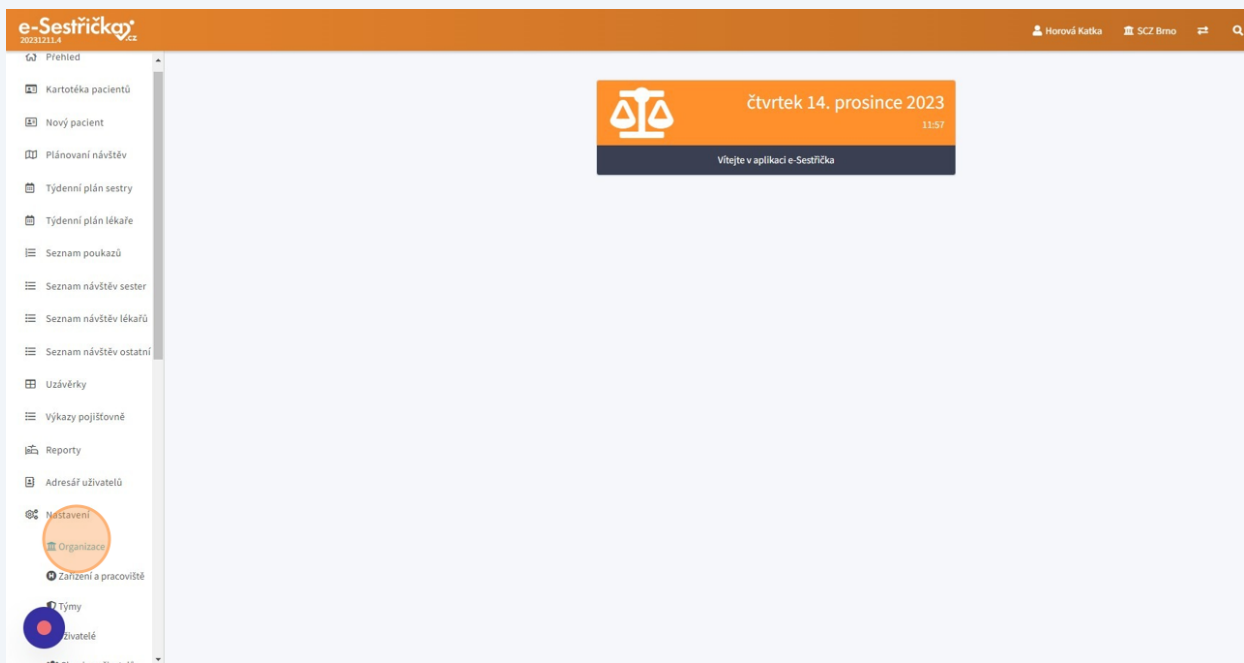 e-Sestřička.cz
20231211.4
Horová Katka
SCZ Brno
Přehled
Kartotéka pacientů
Nový pacient
Plánovaní návštěv
Týdenní plán sestry
Týdenní plán lékaře
Seznam poukazů
Seznam návštěv sester
Seznam návštěv lékařů
Seznam návštěv ostatní
Uzávěrky
Výkazy pojišťovně
Reporty
Adresář uživatelů
Nastavení
Organizace
Zařízení a pracoviště
Týmy
živatelé
čtvrtek 14. prosince 2023
11:57
Vítejte v aplikaci e-Sestřička